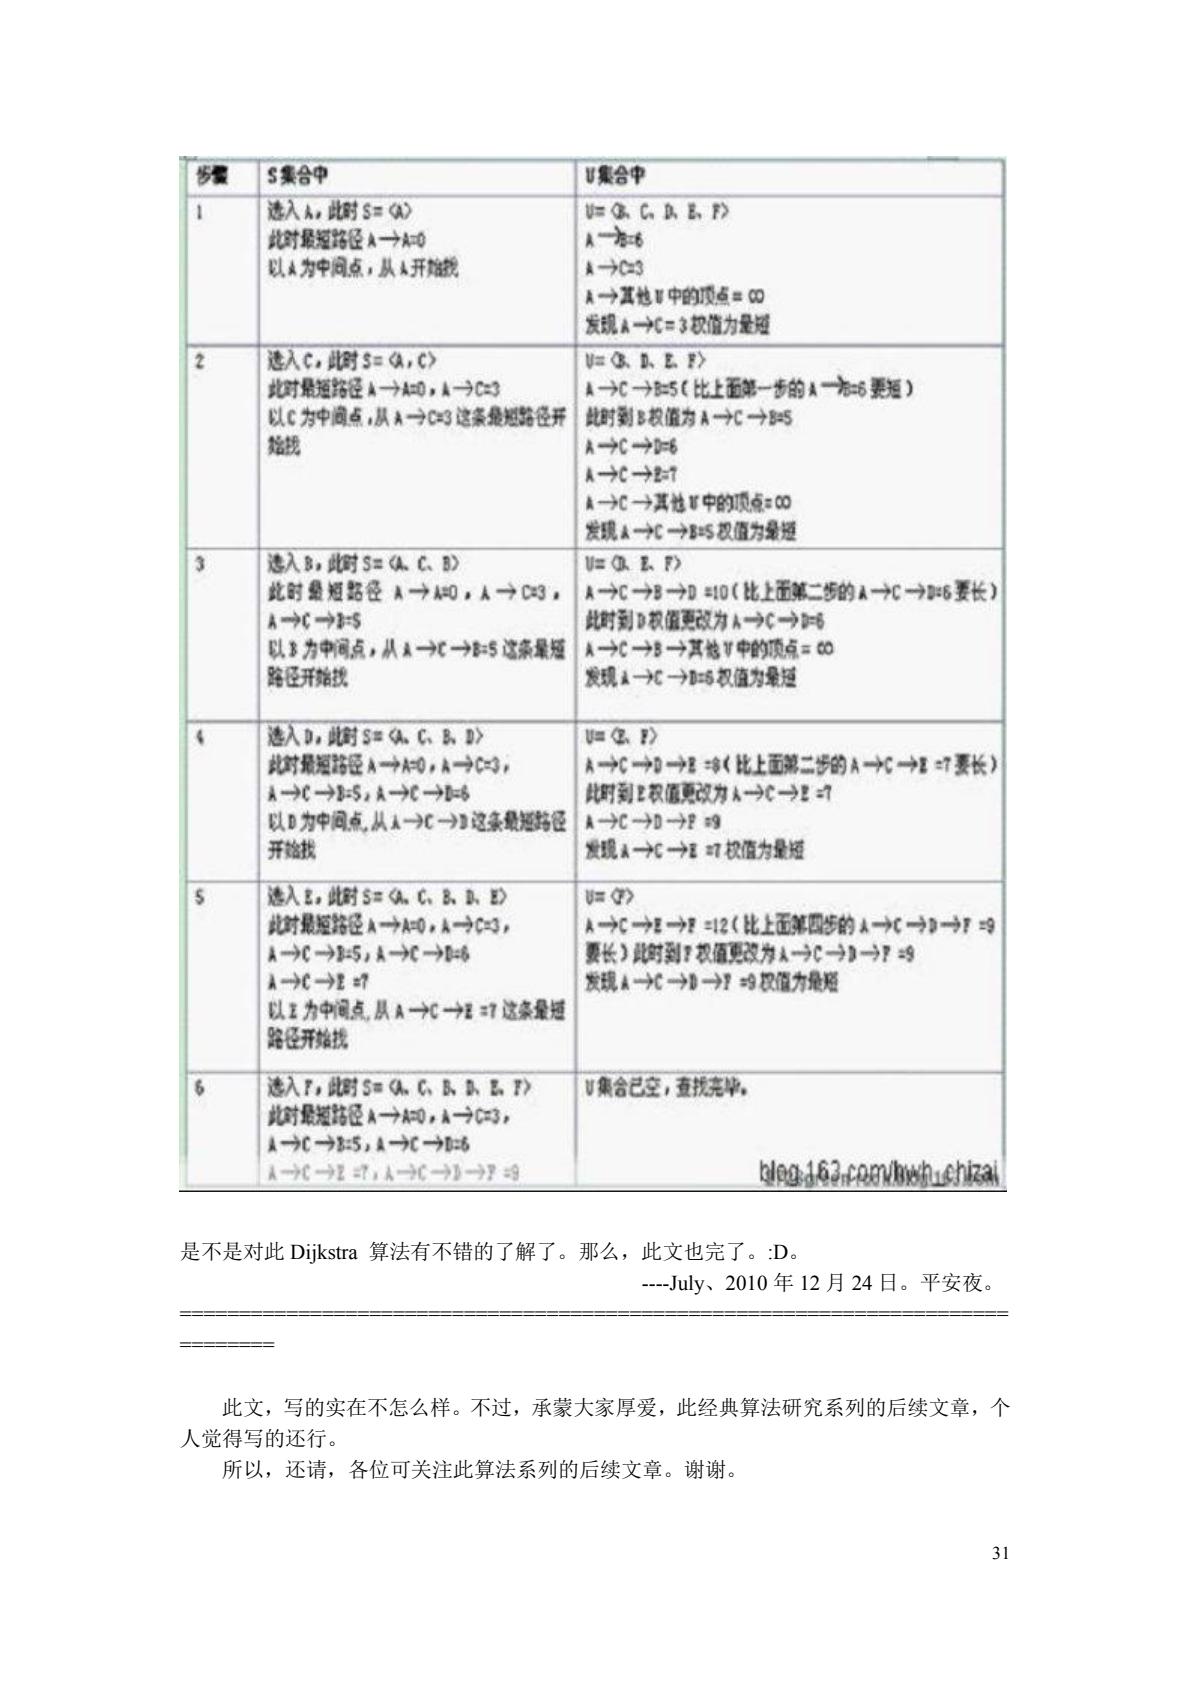 步骤 S集合中 U集合中
1 选入A，此时S=〈A〉
此时最短路径A→A=0
以A为中间点，从A开始找
U=〈B、C、D、E、F〉
A→B=6
A→C=3
A→其他U中的顶点=∞
发现A→C=3权值为最短
2 选入C，此时S=〈A，C〉
此时最短路径A→A=0，A→C=3
以C为中间点，从A→C=3这条最短路径开
始找
U=〈B、D、E、F〉
A→C→B=5(比上面第一步的A→B=6要短)
此时到B权值为A→C→B=5
A→C→D=6
A→C→E=7
A→C→其他U中的顶点=∞
发现A→C→B=5权值为最短
3 选入B，此时S=〈A、C、B〉
此时最短路径 A→A=0，A→C=3，
A→C→B=5
以B为中间点，从A→C→B=5这条最短
路径开始找
U=〈D、E、F〉
A→C→B→D=10(比上面第二步的A→C→D=6要长)
此时到D权值更改为A→C→D=6
A→C→B→其他U中的顶点=∞
发现A→C→D=6权值为最短
4 选入D，此时S=〈A、C、B、D〉
此时最短路径A→A=0，A→C=3，
A→C→B=5，A→C→D=6
以D为中间点，从A→C→D这条最短路径
开始找
U=〈E、F〉
A→C→D→E=8(比上面第二步的A→C→E=7要长)
此时到E权值更改为A→C→E=7
A→C→D→F=9
发现A→C→E=7权值为最短
5 选入E，此时S=〈A、C、B、D、E〉
此时最短路径A→A=0，A→C=3，
A→C→B=5，A→C→D=6
A→C→E=7
以E为中间点，从A→C→E=7这条最短
路径开始找
U=〈F〉
A→C→E→F=12(比上面第四步的A→C→D→F=9
要长)此时到F权值更改为A→C→D→F=9
发现A→C→D→F=9权值为最短
6 选入F，此时S=〈A、C、B、D、E、F〉
此时最短路径A→A=0，A→C=3，
A→C→B=5，A→C→D=6
A→C→E=7，A→C→D→F=9
U集合已空，查找完毕。
是不是对此 Dijkstra 算法有不错的了解了。那么，此文也完了。:D。
----July、2010 年 12 月 24 日。平安夜。
======================================================================
========
此文，写的实在不怎么样。不过，承蒙大家厚爱，此经典算法研究系列的后续文章，个
人觉得写的还行。
所以，还请，各位可关注此算法系列的后续文章。谢谢。
31